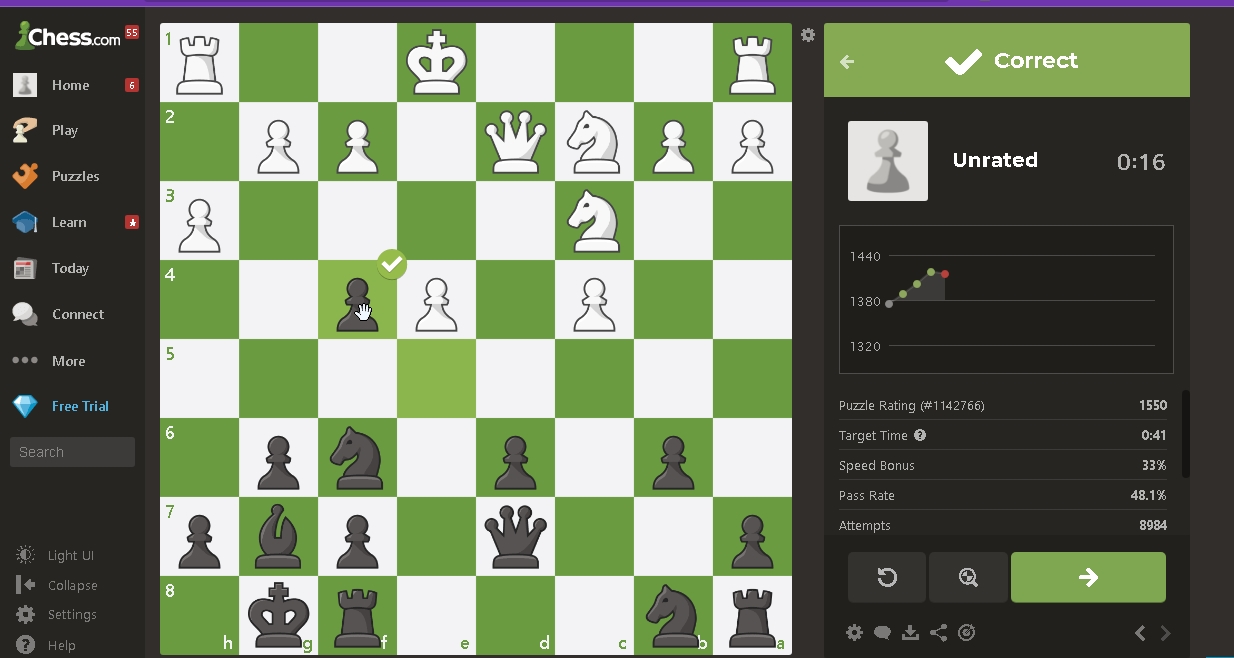 Chess.com 55
Home 6
Play
Puzzles
Learn
Today
Connect
More
Free Trial
Search
Light UI
Collapse
Settings
Help
1
2
3
4
5
6
7
8
h g f e d c b a
Correct
Unrated 0:16
1440
1380
1320
Puzzle Rating (#1142766) 1550
Target Time ? 0:41
Speed Bonus 33%
Pass Rate 48.1%
Attempts 8984